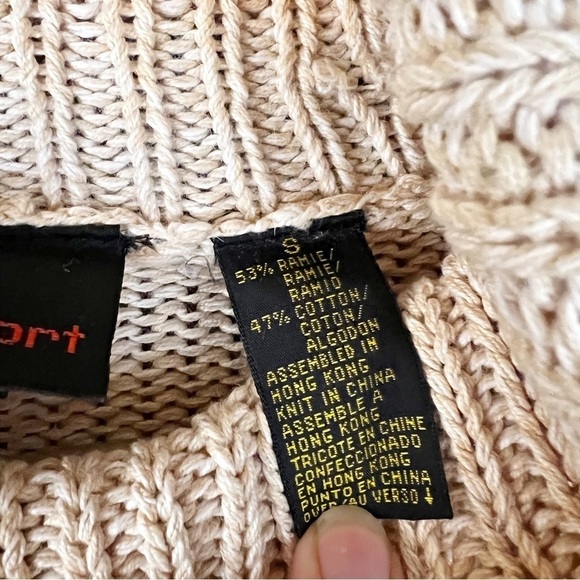 ort
S
53% RAMIE/
RAMIE/
RAMIO
47% COTTON/
COTON/
ALGODON
ASSEMBLED IN
HONG KONG
KNIT IN CHINA
ASSEMBLE A
HONG KONG
TRICOTE EN CHINE
CONFECCIONADO
EN HONG KONG
PUNTO EN CHINA
OVER/AU VERSO ↓